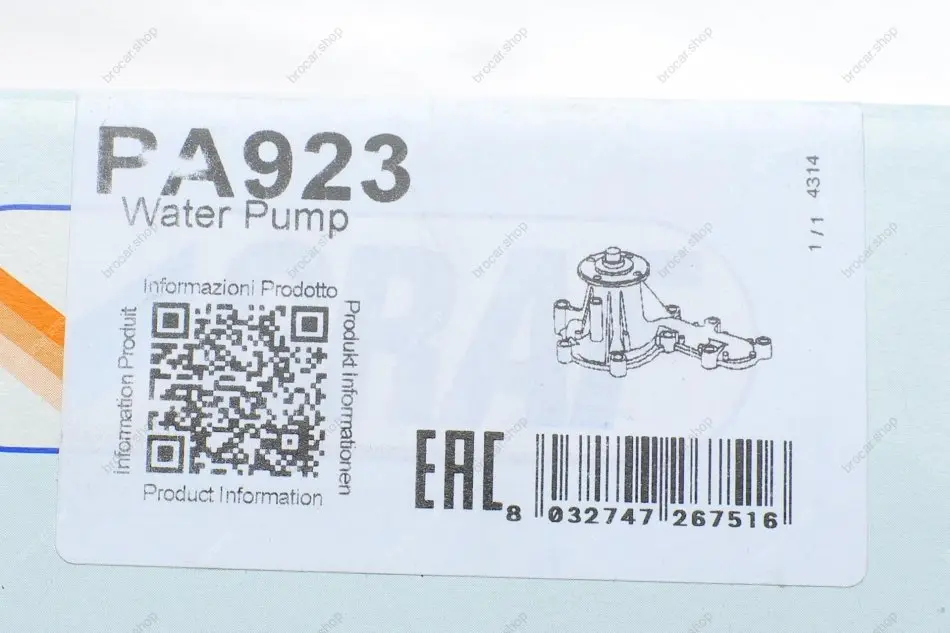 PA923
Water Pump
1 / 1 4314
Informazioni Prodotto
Information Produit
Produkt informationen
Product Information
EAC
8 032747 267516
brocar.shop